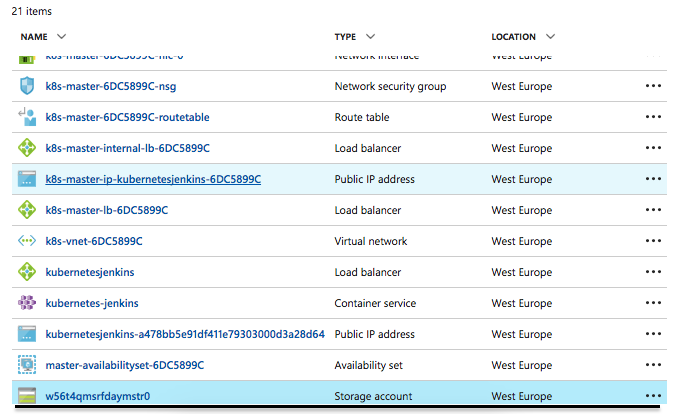 21 items
NAME TYPE LOCATION
k8s-master-6DC5899C-nic-0 Network interface West Europe
k8s-master-6DC5899C-nsg Network security group West Europe
k8s-master-6DC5899C-routetable Route table West Europe
k8s-master-internal-lb-6DC5899C Load balancer West Europe
k8s-master-ip-kubernetesjenkins-6DC5899C Public IP address West Europe
k8s-master-lb-6DC5899C Load balancer West Europe
k8s-vnet-6DC5899C Virtual network West Europe
kubernetesjenkins Load balancer West Europe
kubernetes-jenkins Container service West Europe
kubernetesjenkins-a478bb5e91df411e79303000d3a28d64 Public IP address West Europe
master-availabilityset-6DC5899C Availability set West Europe
w56t4qmsrfdaymstr0 Storage account West Europe